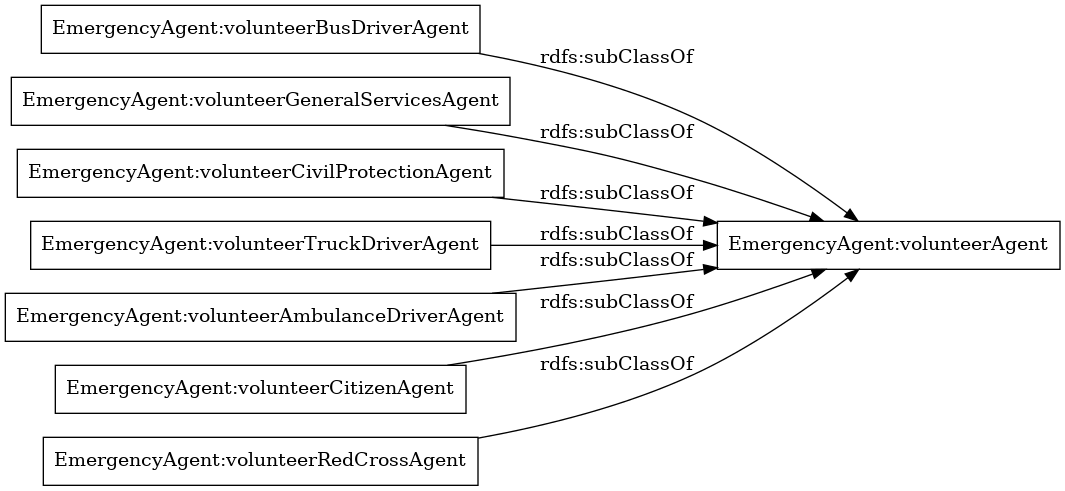 EmergencyAgent:volunteerBusDriverAgent
rdfs:subClassOf
EmergencyAgent:volunteerGeneralServicesAgent
rdfs:subClassOf
EmergencyAgent:volunteerCivilProtectionAgent
rdfs:subClassOf
EmergencyAgent:volunteerTruckDriverAgent
rdfs:subClassOf
EmergencyAgent:volunteerAgent
rdfs:subClassOf
EmergencyAgent:volunteerAmbulanceDriverAgent
rdfs:subClassOf
EmergencyAgent:volunteerCitizenAgent
rdfs:subClassOf
EmergencyAgent:volunteerRedCrossAgent